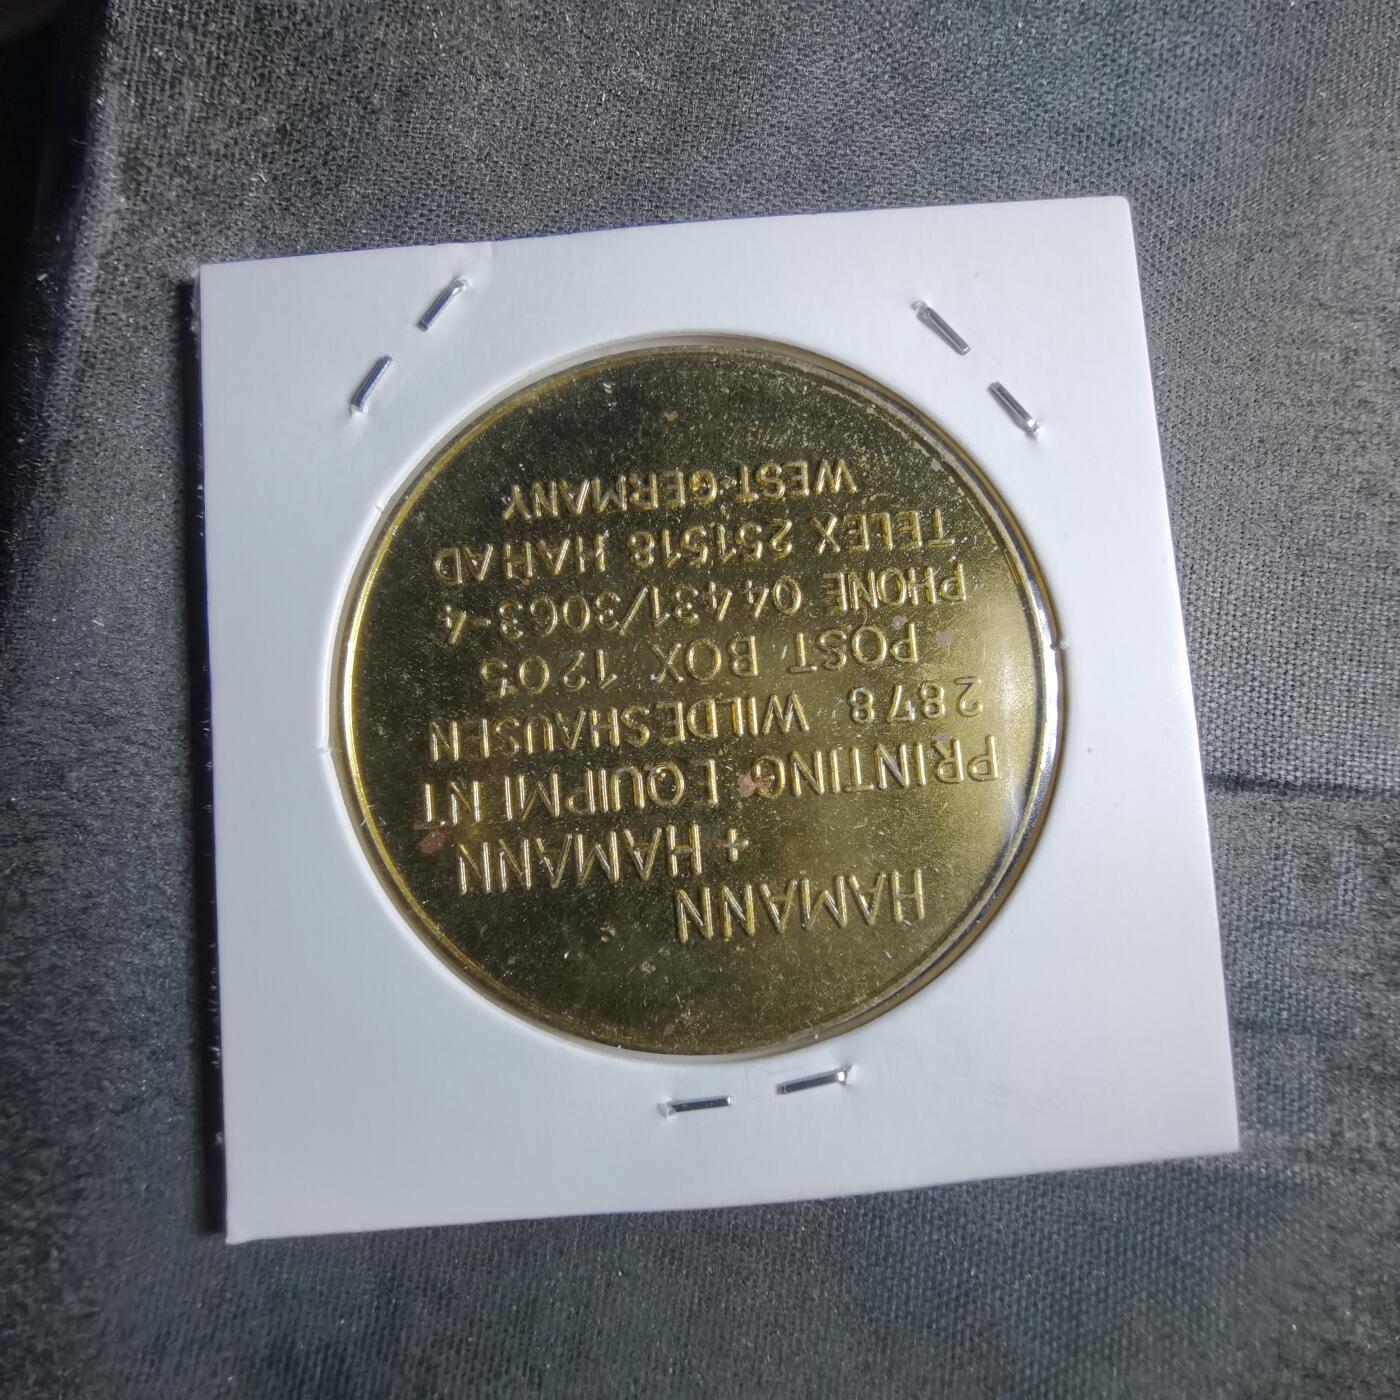 HAMANN
+ HAMANN
PRINTING EQUIPMENT
2878 WILDESHAUSEN
POST BOX 1205
PHONE 04431/3063-4
TELEX 251518 HAHAD
WEST-GERMANY